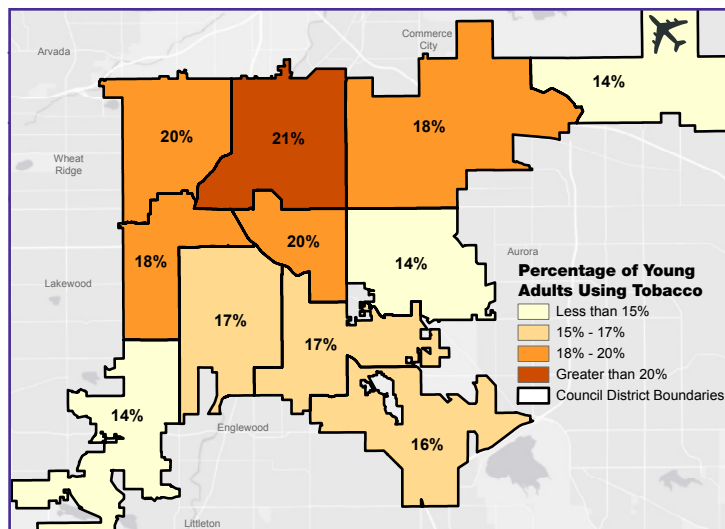 Arvada
Commerce
City
14%
20%
21%
18%
Wheat
Ridge
20%
18%
14%
Aurora
Lakewood
17%
17%
14%
Englewood
16%
Littleton
Percentage of Young
Adults Using Tobacco
Less than 15%
15% - 17%
18% - 20%
Greater than 20%
Council District Boundaries